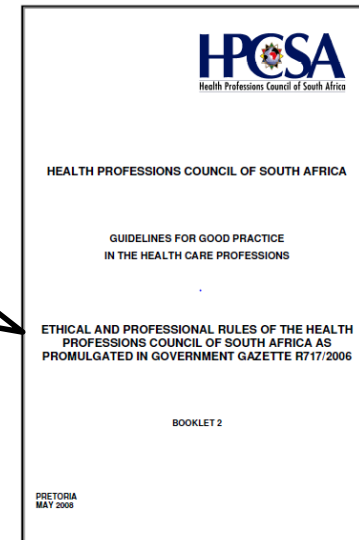 HPCSA
Health Professions Council of South Africa
HEALTH PROFESSIONS COUNCIL OF SOUTH AFRICA
GUIDELINES FOR GOOD PRACTICE
IN THE HEALTH CARE PROFESSIONS
ETHICAL AND PROFESSIONAL RULES OF THE HEALTH
PROFESSIONS COUNCIL OF SOUTH AFRICA AS
PROMULGATED IN GOVERNMENT GAZETTE R717/2006
BOOKLET 2
PRETORIA
MAY 2008